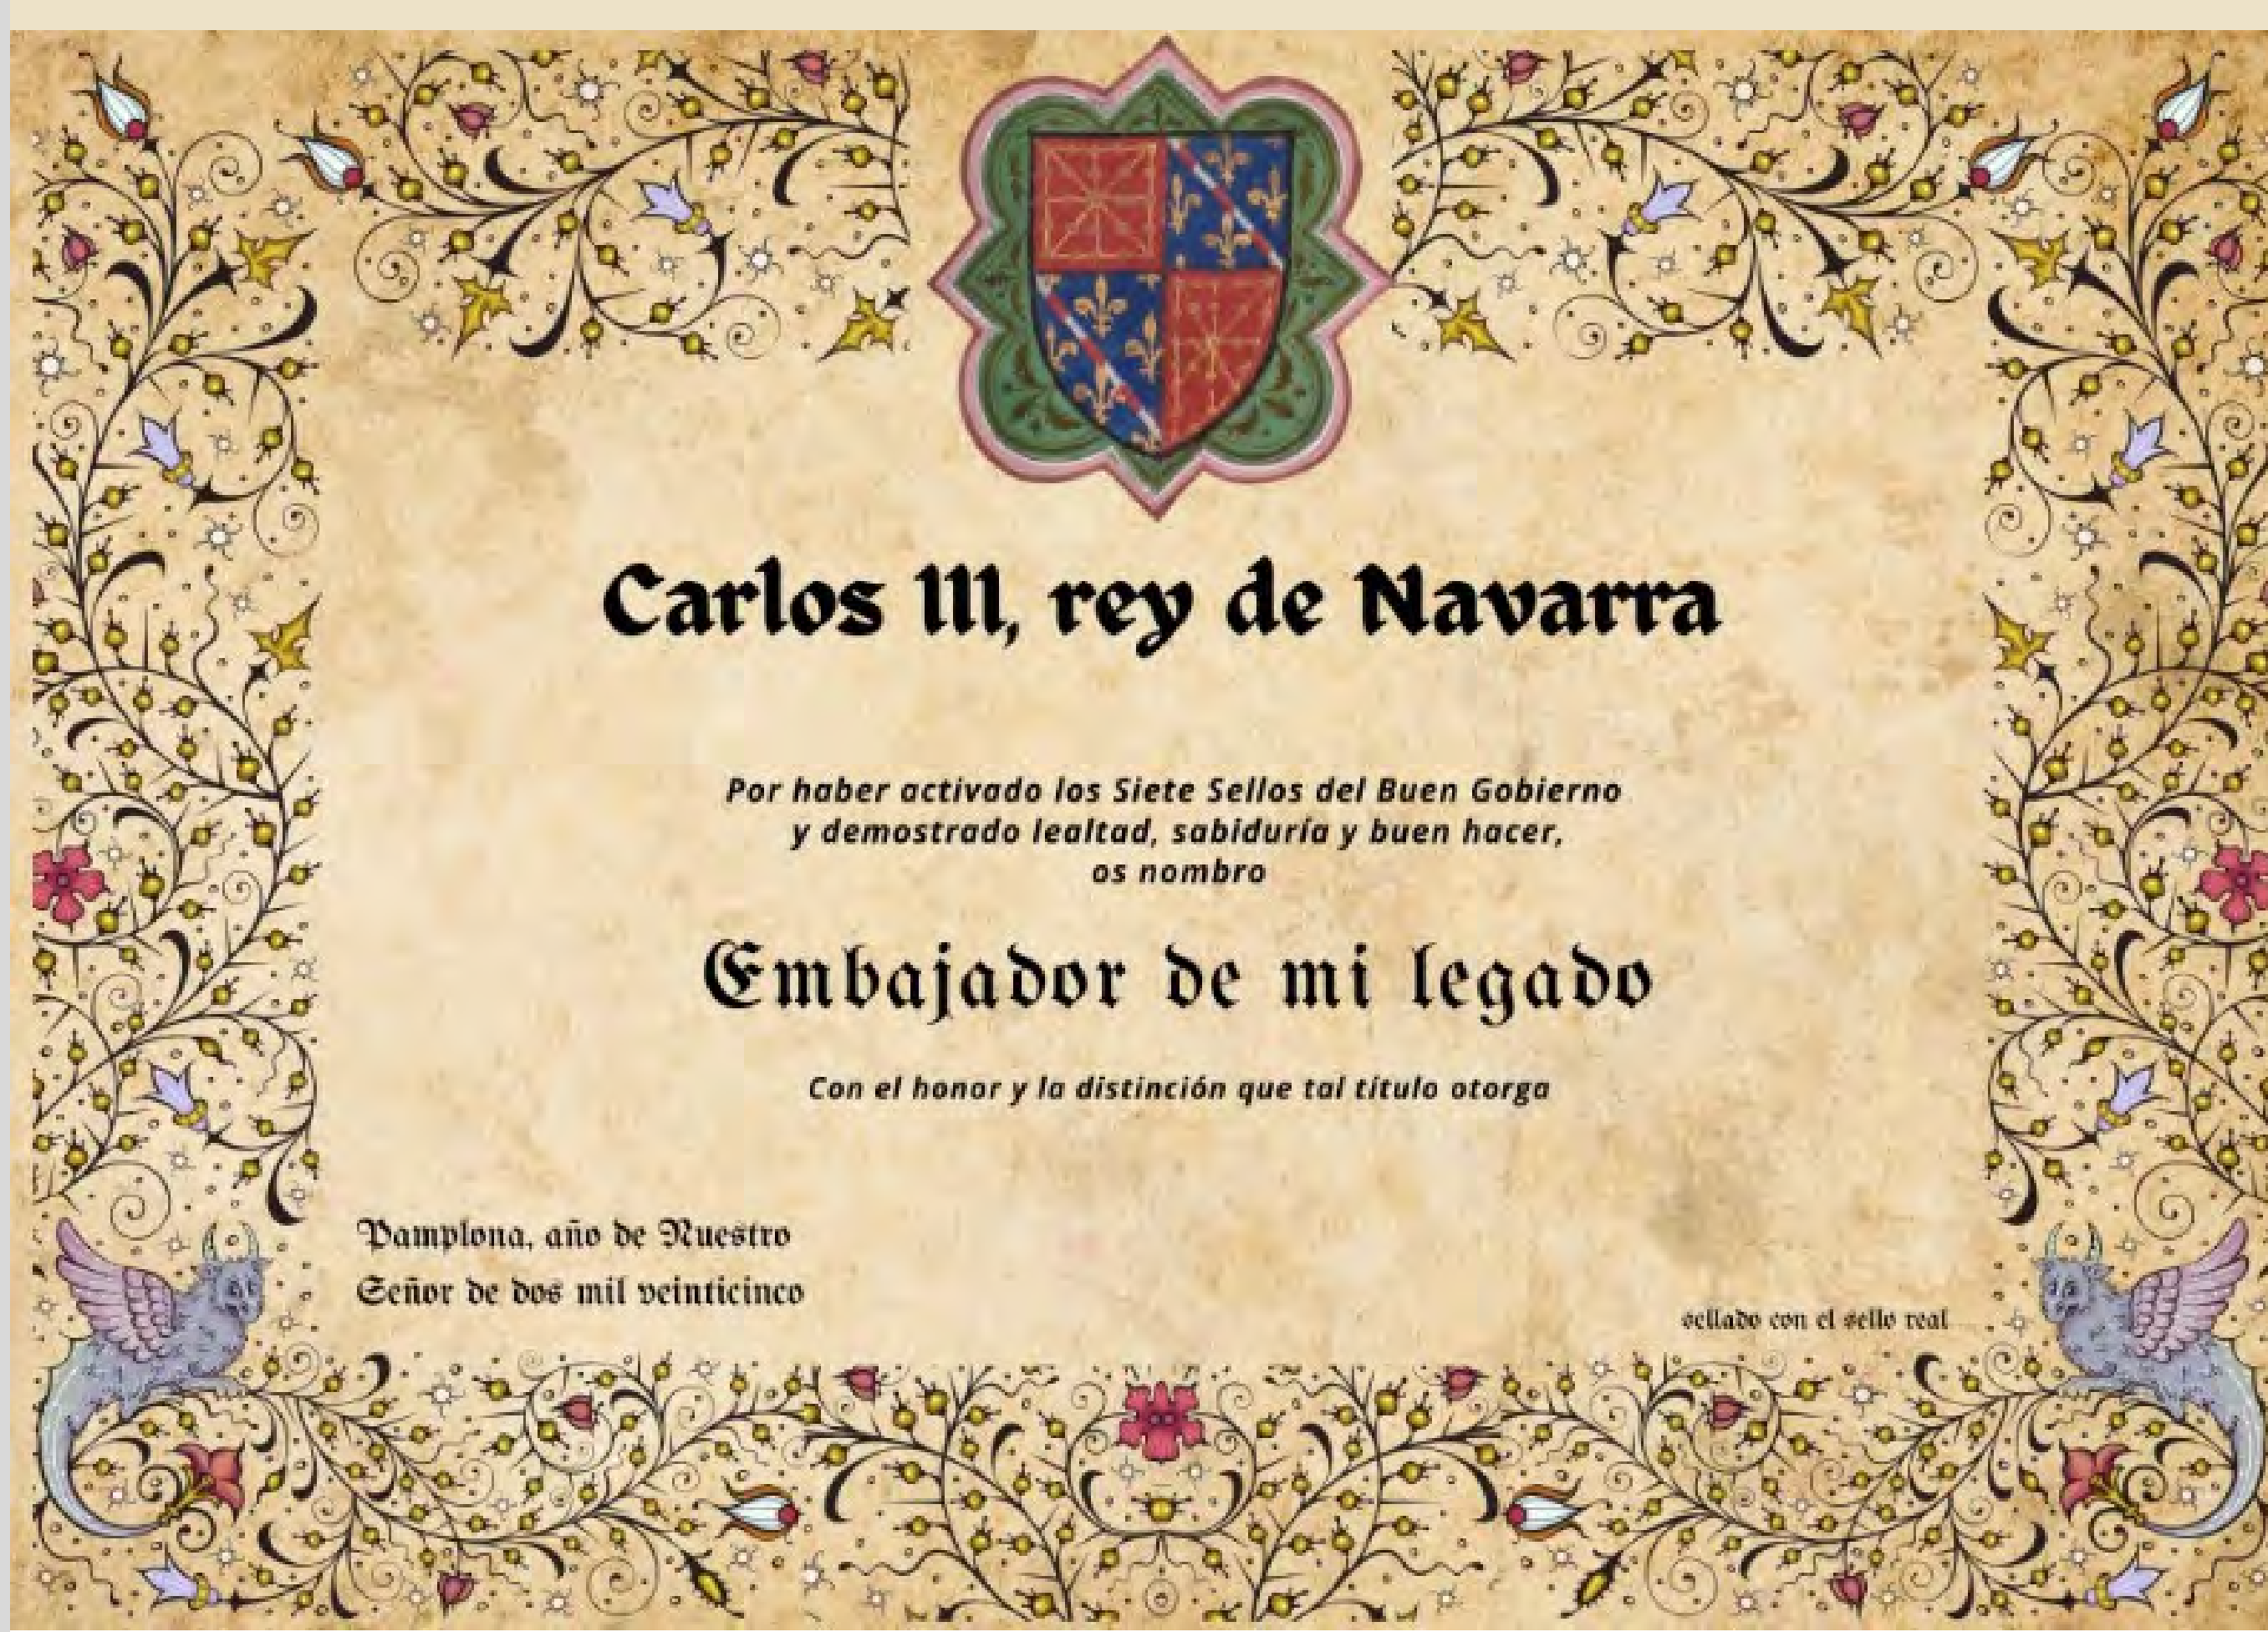 Carlos III, rey de Navarra
Por haber activado los Siete Sellos del Buen Gobierno
y demostrado lealtad, sabiduría y buen hacer,
os nombro
Embajador de mi legado
Con el honor y la distinción que tal título otorga
Pamplona, año de Nuestro
Señor de dos mil veinticinco
sellado con el sello real